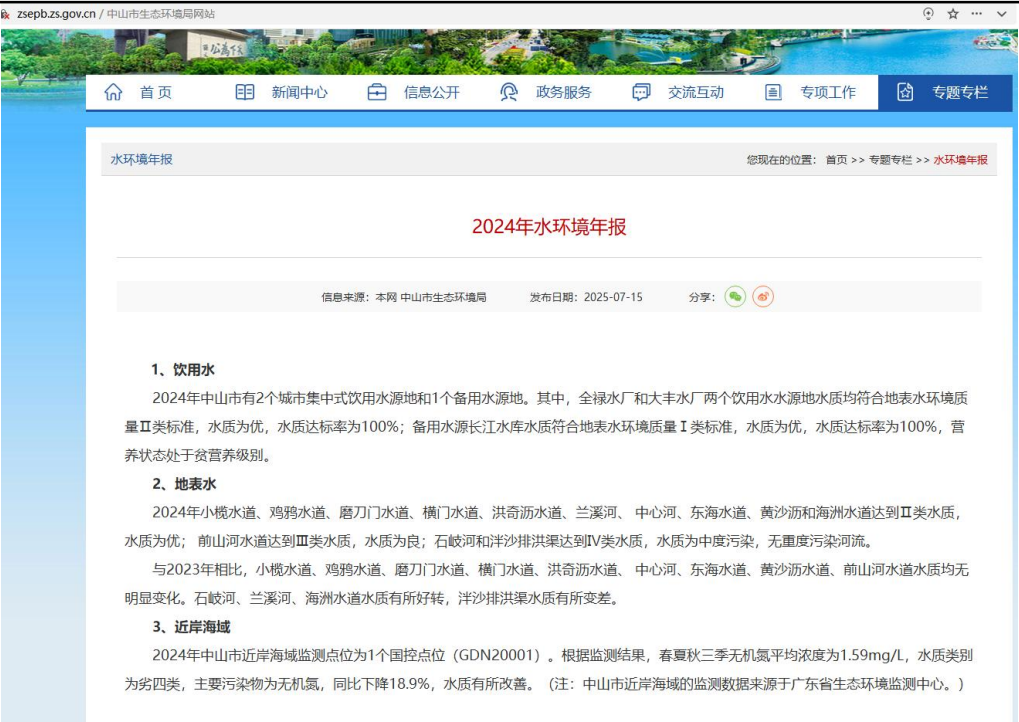 zsepb.zs.gov.cn / 中山市生态环境局网站
公为天下
首 页 新闻中心 信息公开 政务服务 交流互动 专项工作 专题专栏
水环境年报 您现在的位置： 首页 >> 专题专栏 >> 水环境年报
2024年水环境年报
信息来源：本网 中山市生态环境局 发布日期：2025-07-15 分享：
1、饮用水
2024年中山市有2个城市集中式饮用水源地和1个备用水源地。其中，全禄水厂和大丰水厂两个饮用水水源地水质均符合地表水环境质
量Ⅱ类标准，水质为优，水质达标率为100%；备用水源长江水库水质符合地表水环境质量Ⅰ类标准，水质为优，水质达标率为100%，营
养状态处于贫营养级别。
2、地表水
2024年小榄水道、鸡鸦水道、磨刀门水道、横门水道、洪奇沥水道、兰溪河、 中心河、东海水道、黄沙沥和海洲水道达到Ⅱ类水质，
水质为优； 前山河水道达到Ⅲ类水质，水质为良；石岐河和泮沙排洪渠达到Ⅳ类水质，水质为中度污染，无重度污染河流。
与2023年相比，小榄水道、鸡鸦水道、磨刀门水道、横门水道、洪奇沥水道、 中心河、东海水道、黄沙沥水道、前山河水道水质均无
明显变化。石岐河、兰溪河、海洲水道水质有所好转，泮沙排洪渠水质有所变差。
3、近岸海域
2024年中山市近岸海域监测点位为1个国控点位（GDN20001）。根据监测结果，春夏秋三季无机氮平均浓度为1.59mg/L，水质类别
为劣四类，主要污染物为无机氮，同比下降18.9%，水质有所改善。（注：中山市近岸海域的监测数据来源于广东省生态环境监测中心。）